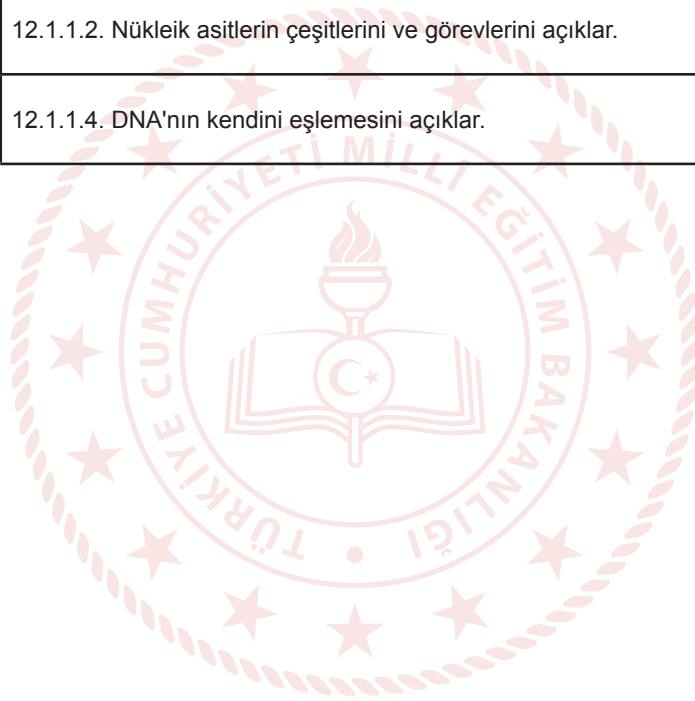 12.1.1.2. Nükleik asitlerin çeşitlerini ve görevlerini açıklar.
12.1.1.4. DNA'nın kendini eşlemesini açıklar.
TÜRKİYE CUMHURİYETİ MİLLÎ EĞİTİM BAKANLIĞI